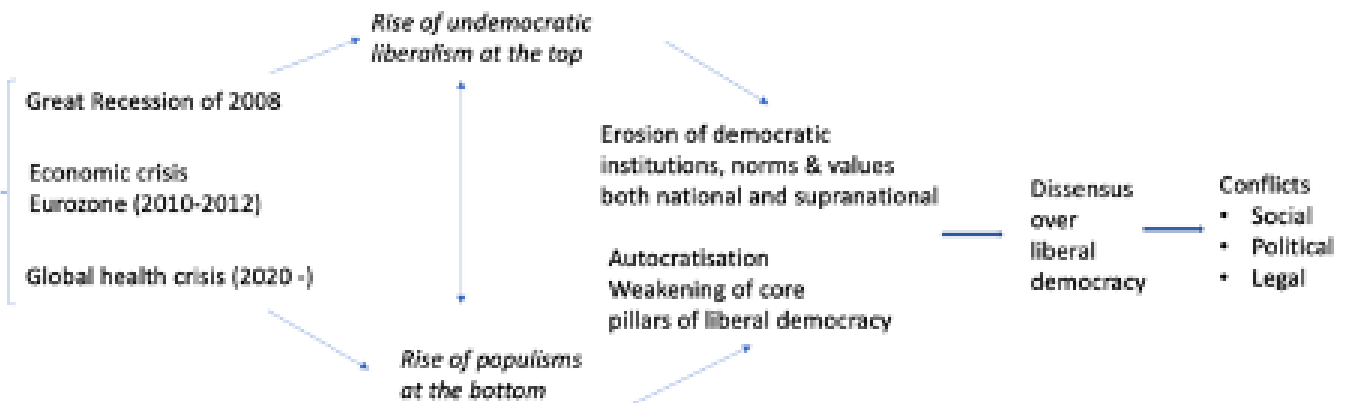 Rise of undemocratic
liberalism at the top
Great Recession of 2008
Economic crisis
Eurozone (2010-2012)
Global health crisis (2020 -)
Rise of populisms
at the bottom
Erosion of democratic
institutions, norms & values
both national and supranational
Autocratisation
Weakening of core
pillars of liberal democracy
Dissensus
over
liberal
democracy
Conflicts
• Social
• Political
• Legal